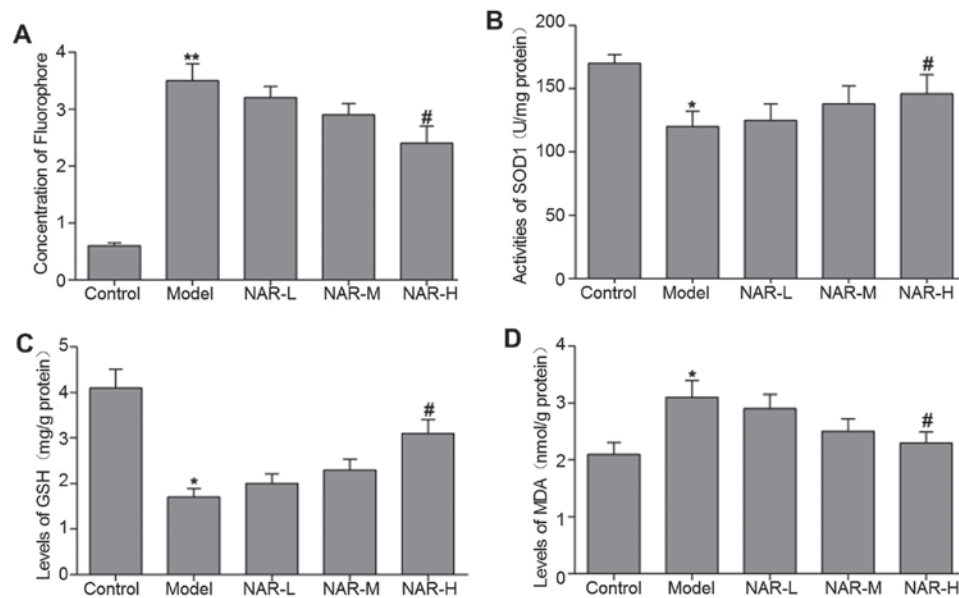 A
Concentration of Fluorophore
4
3
2
1
0
**
#
Control Model NAR-L NAR-M NAR-H
B
Activities of SOD1 (U/mg protein)
200
150
100
50
0
*
#
Control Model NAR-L NAR-M NAR-H
C
Levels of GSH (mg/g protein)
5
4
3
2
1
0
*
#
Control Model NAR-L NAR-M NAR-H
D
Levels of MDA (nmol/g protein)
4
3
2
1
0
*
#
Control Model NAR-L NAR-M NAR-H